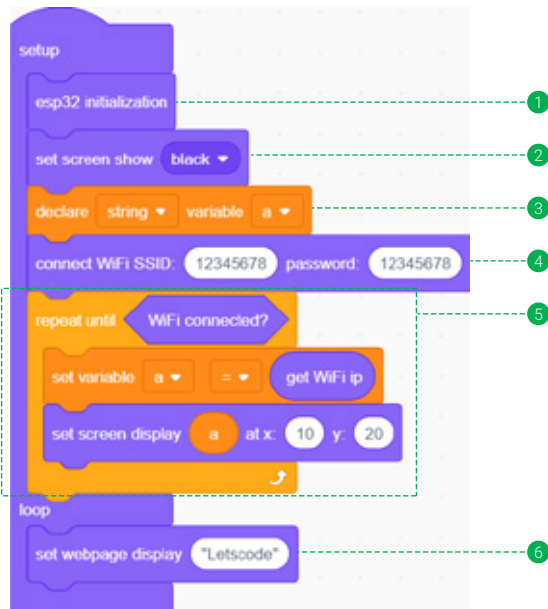 setup
esp32 initialization
1
set screen show black
2
declare string variable a
3
connect WiFi SSID: 12345678 password: 12345678
4
repeat until WiFi connected?
5
set variable a = get WiFi ip
set screen display a at x: 10 y: 20
loop
set webpage display "Letscode"
6